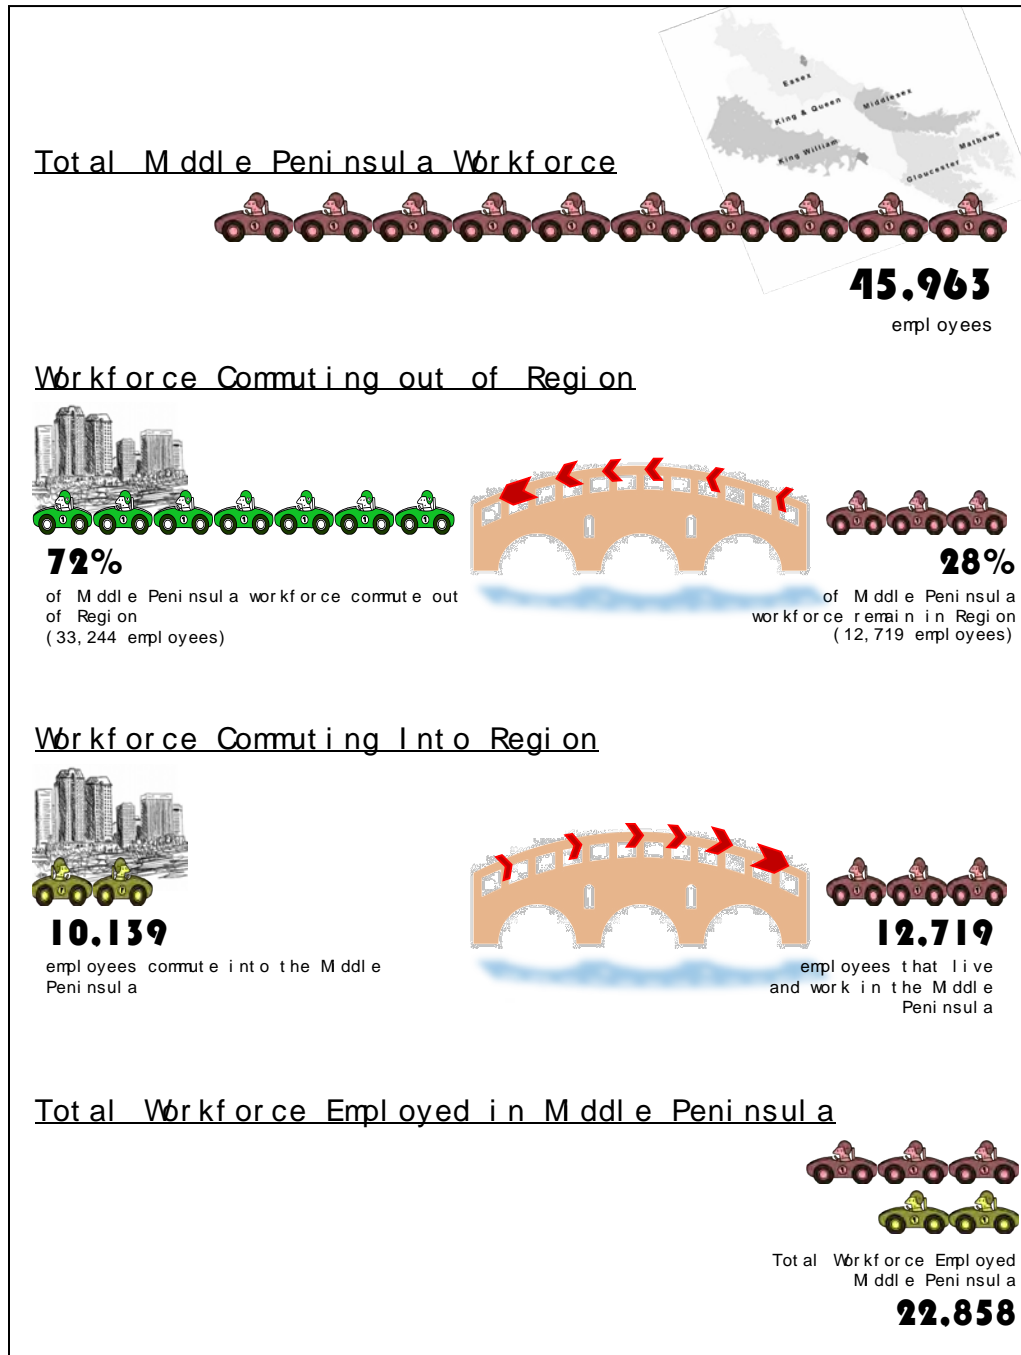 Essex
King & Queen
Middlesex
King William
Mathews
Gloucester
Total Middle Peninsula Workforce
45,963
employees
Workforce Commuting out of Region
72%
28%
of Middle Peninsula workforce commute out
of Region
(33,244 employees)
of Middle Peninsula
workforce remain in Region
(12,719 employees)
Workforce Commuting Into Region
10,139
12,719
employees commute into the Middle
Peninsula
employees that live
and work in the Middle
Peninsula
Total Workforce Employed in Middle Peninsula
Total Workforce Employed
Middle Peninsula
22,858